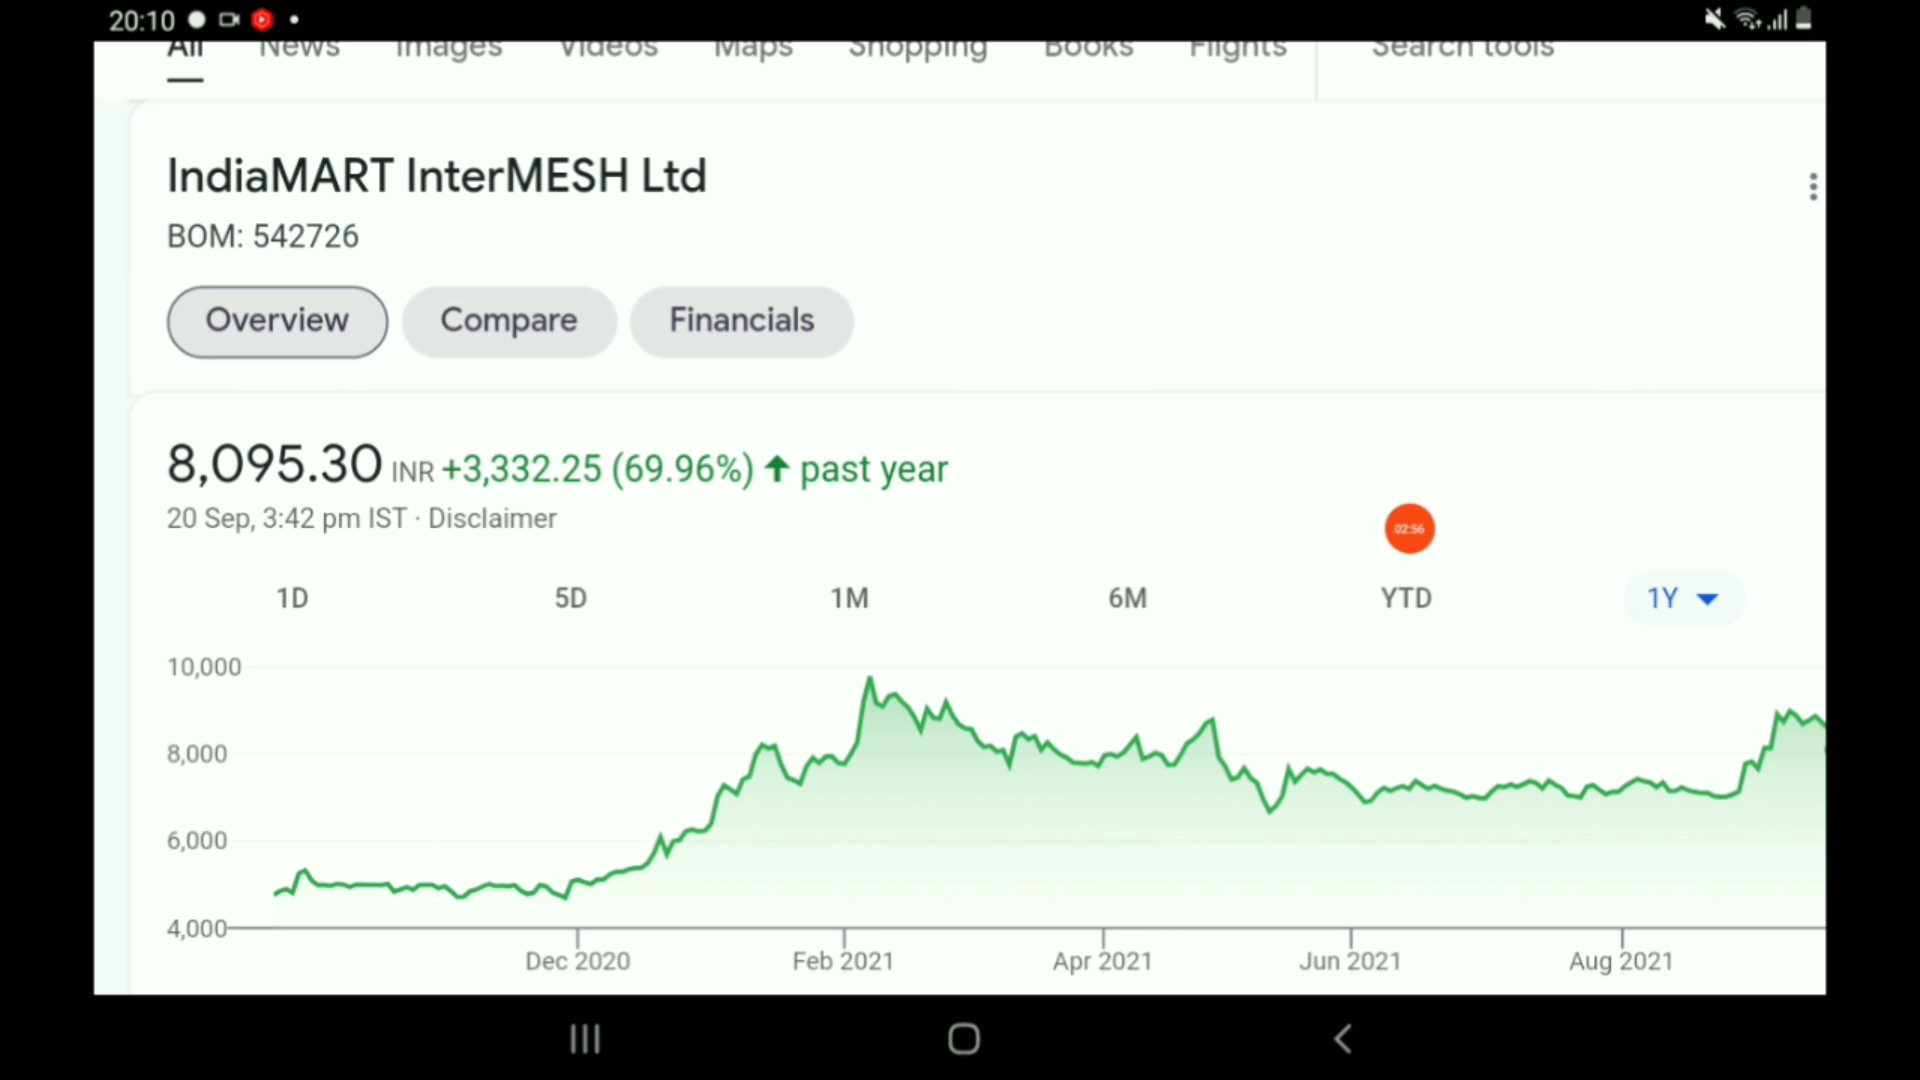 20:10
All News Images Videos Maps Shopping Books Flights Search tools
IndiaMART InterMESH Ltd
BOM: 542726
Overview Compare Financials
8,095.30 INR +3,332.25 (69.96%) ↑ past year
20 Sep, 3:42 pm IST · Disclaimer
02:56
1D 5D 1M 6M YTD 1Y
10,000
8,000
6,000
4,000
Dec 2020 Feb 2021 Apr 2021 Jun 2021 Aug 2021